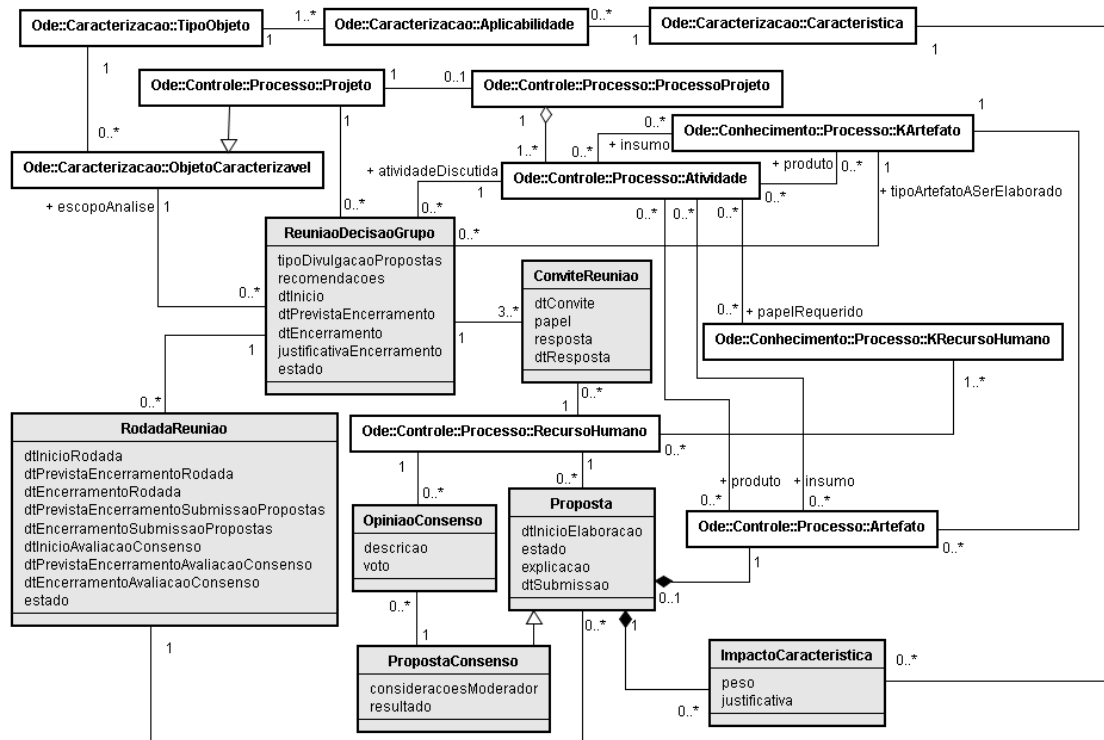 Ode::Caracterizacao::TipoObjeto
1..*
1
Ode::Caracterizacao::Aplicabilidade
0..*
1
Ode::Caracterizacao::Caracteristica
1
1
Ode::Controle::Processo::Projeto
1
0..1
Ode::Controle::Processo::ProcessoProjeto
1
1
0..*
Ode::Conhecimento::Processo::KArtefato
1
0..*
+ insumo
0..*
+ produto
0..*
1
0..*
Ode::Caracterizacao::ObjetoCaracterizavel
1..*
+ atividadeDiscutida
1
Ode::Controle::Processo::Atividade
0..*
+ tipoArtefatoASerElaborado
+ escopoAnalise
1
0..*
0..*
0..*
0..*
0..*
0..*
ReuniaoDecisaoGrupo
tipoDivulgacaoPropostas
recomendacoes
dtInicio
dtPrevistaEncerramento
dtEncerramento
justificativaEncerramento
estado
0..*
1
1
3..*
ConviteReuniao
dtConvite
papel
resposta
dtResposta
0..*
+ papelRequerido
Ode::Conhecimento::Processo::KRecursoHumano
1..*
0..*
0..*
1
Ode::Controle::Processo::RecursoHumano
0..*
1
1
RodadaReuniao
dtInicioRodada
dtPrevistaEncerramentoRodada
dtEncerramentoRodada
dtPrevistaEncerramentoSubmissaoPropostas
dtEncerramentoSubmissaoPropostas
dtInicioAvaliacaoConsenso
dtPrevistaEncerramentoAvaliacaoConsenso
dtEncerramentoAvaliacaoConsenso
estado
1
0..*
0..*
+ produto
+ insumo
0..*
0..*
OpiniaoConsenso
descricao
voto
0..*
1
Proposta
dtInicioElaboracao
estado
explicacao
dtSubmissao
Ode::Controle::Processo::Artefato
1
0..*
0..1
0..*
1
PropostaConsenso
consideracoesModerador
resultado
ImpactoCaracteristica
peso
justificativa
0..*
0..*